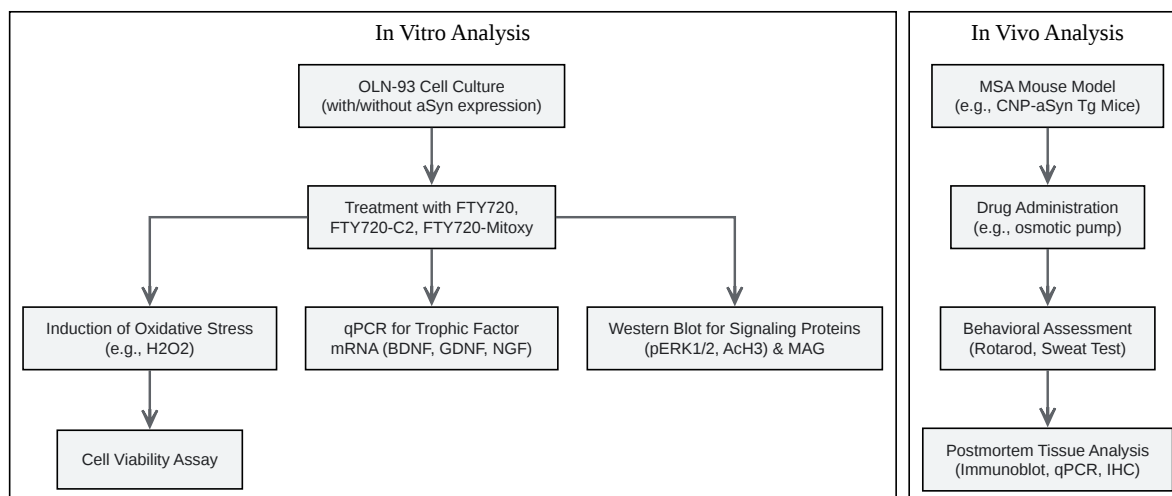 In Vitro Analysis
OLN-93 Cell Culture
(with/without aSyn expression)
Treatment with FTY720,
FTY720-C2, FTY720-Mitoxy
Induction of Oxidative Stress
(e.g., H2O2)
qPCR for Trophic Factor
mRNA (BDNF, GDNF, NGF)
Western Blot for Signaling Proteins
(pERK1/2, AcH3) & MAG
Cell Viability Assay
In Vivo Analysis
MSA Mouse Model
(e.g., CNP-aSyn Tg Mice)
Drug Administration
(e.g., osmotic pump)
Behavioral Assessment
(Rotarod, Sweat Test)
Postmortem Tissue Analysis
(Immunoblot, qPCR, IHC)